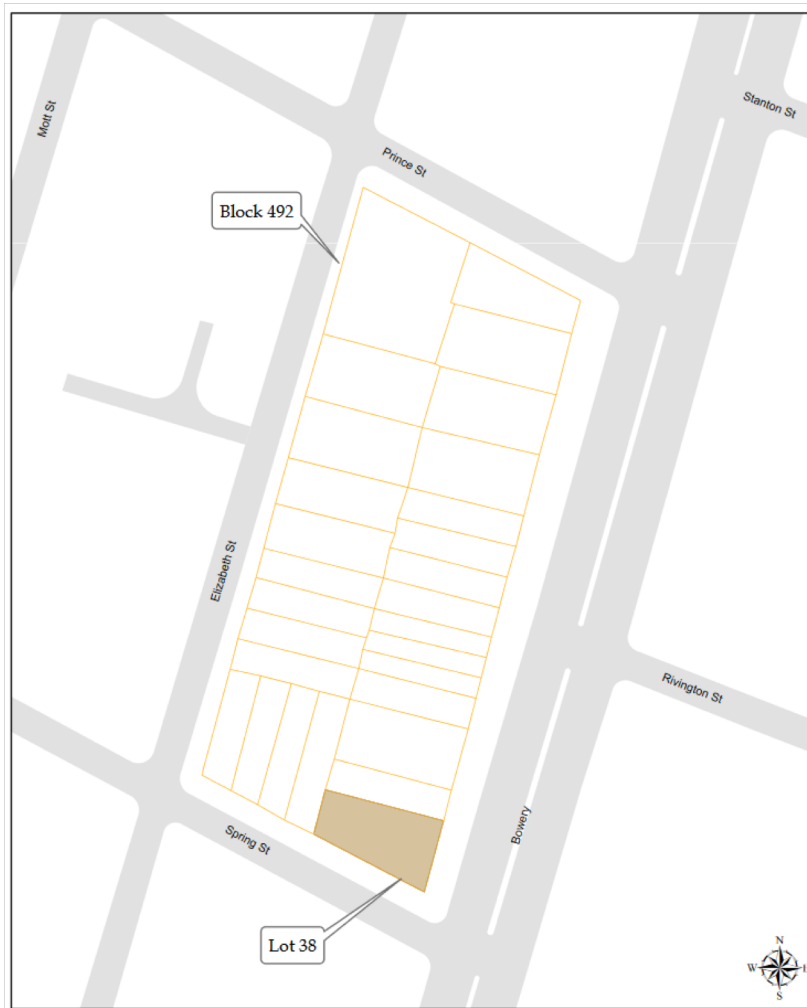 Mott St
Stanton St
Prince St
Block 492
Elizabeth St
Rivington St
Bowery
Spring St
Lot 38
N
W E
S